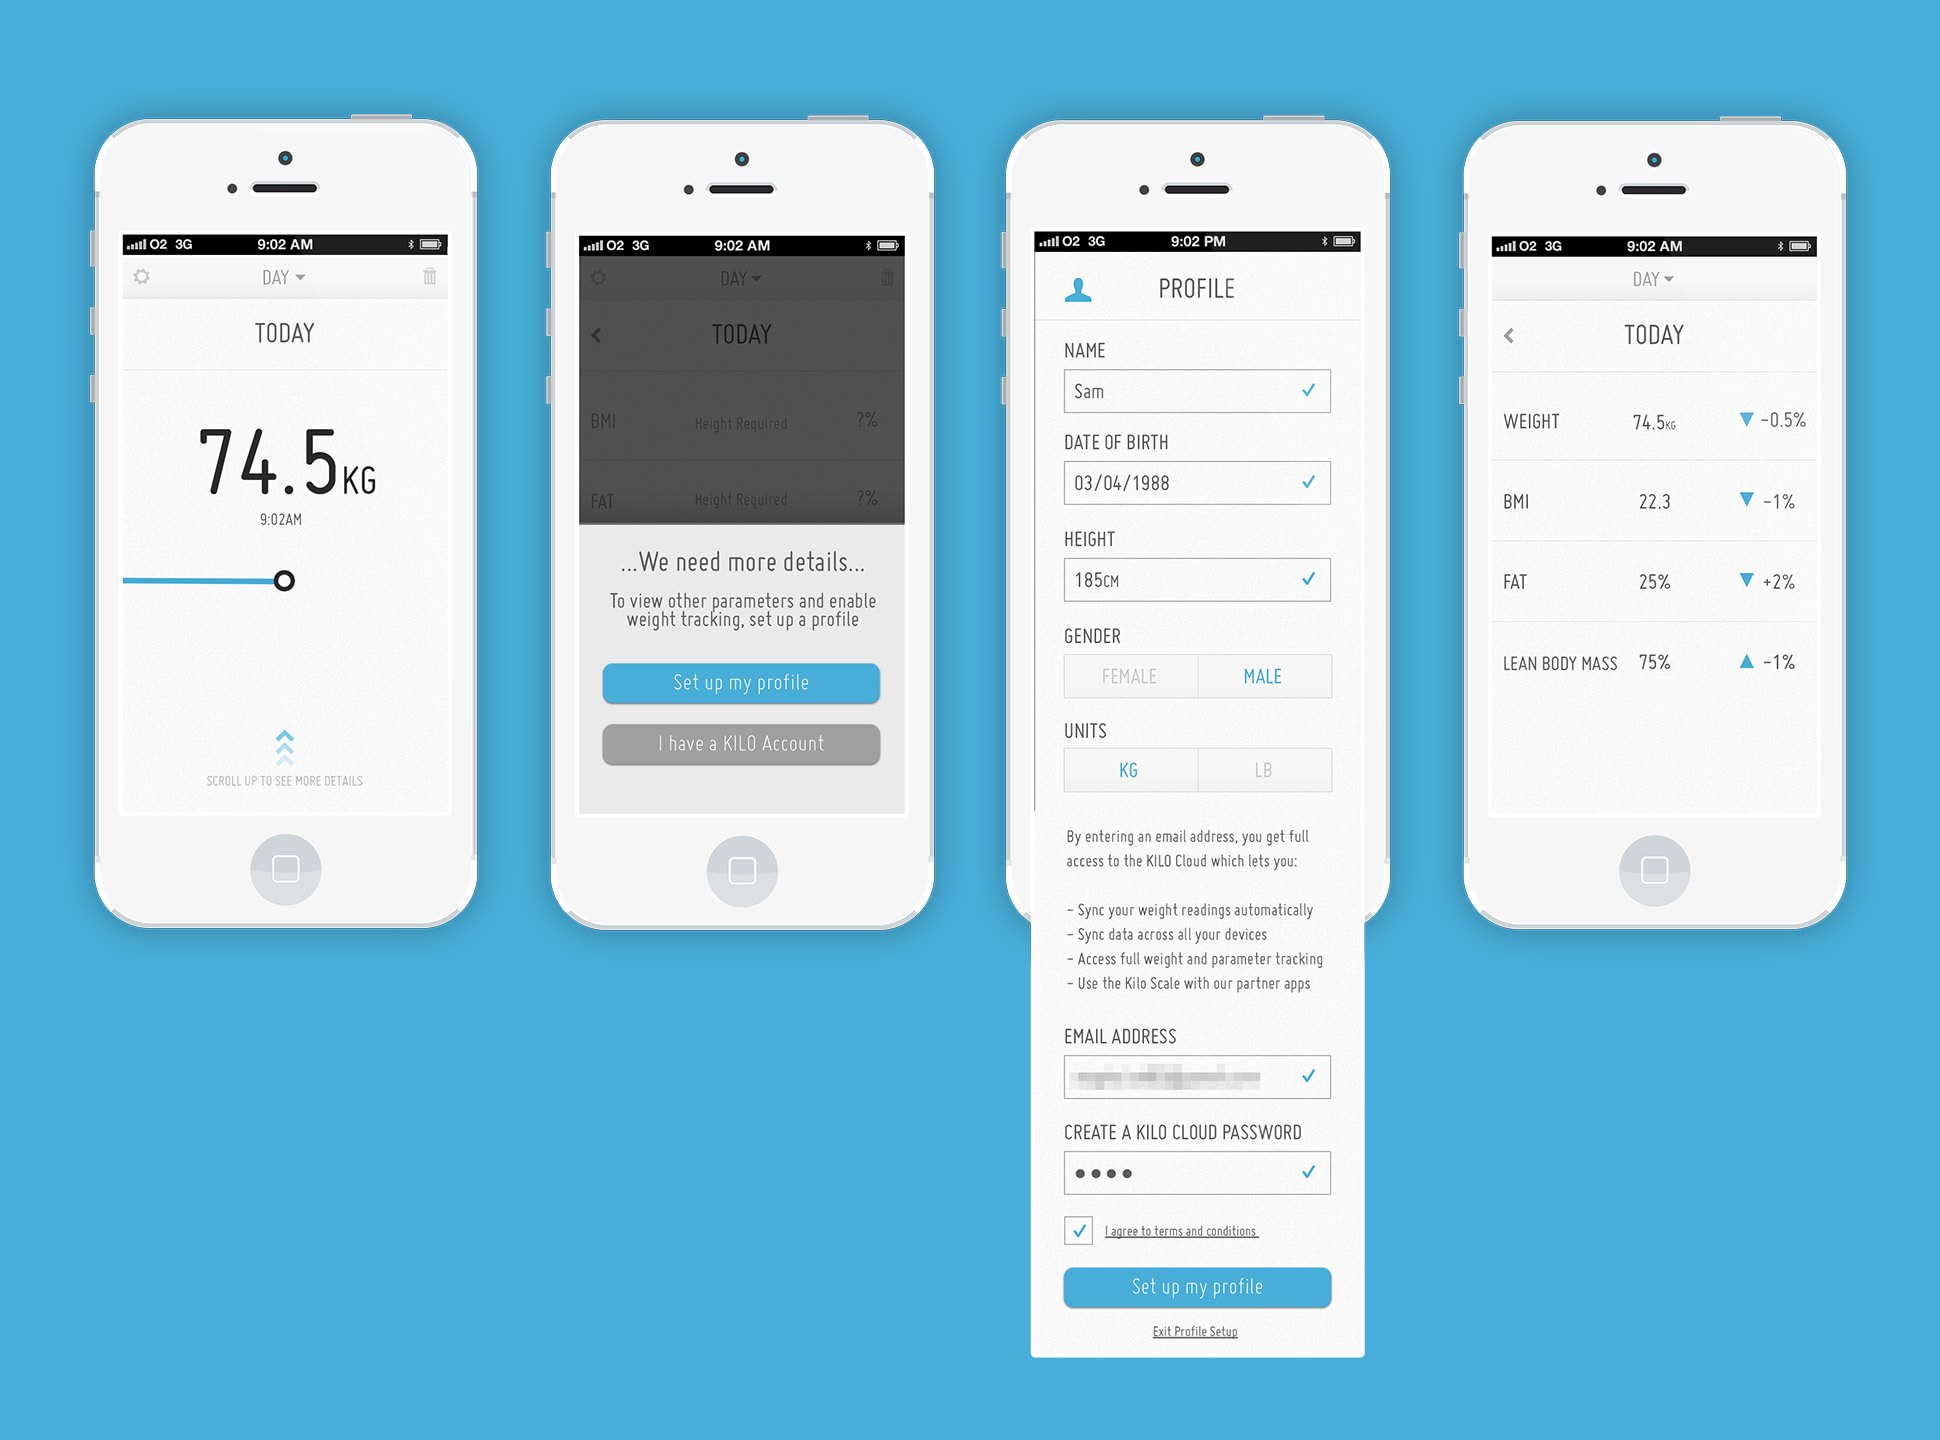 O2 3G 9:02 AM
DAY
TODAY
74.5KG
9:02AM
SCROLL UP TO SEE MORE DETAILS
O2 3G 9:02 AM
DAY
TODAY
BMI Height Required ?%
FAT Height Required ?%
...We need more details...
To view other parameters and enable
weight tracking, set up a profile
Set up my profile
I have a KILO Account
O2 3G 9:02 PM
PROFILE
NAME
Sam
DATE OF BIRTH
03/04/1988
HEIGHT
185CM
GENDER
FEMALE MALE
UNITS
KG LB
By entering an email address, you get full
access to the KILO Cloud which lets you:
- Sync your weight readings automatically
- Sync data across all your devices
- Access full weight and parameter tracking
- Use the Kilo Scale with our partner apps
EMAIL ADDRESS
CREATE A KILO CLOUD PASSWORD
I agree to terms and conditions
Set up my profile
Exit Profile Setup
O2 3G 9:02 AM
DAY
TODAY
WEIGHT 74.5KG -0.5%
BMI 22.3 -1%
FAT 25% +2%
LEAN BODY MASS 75% -1%